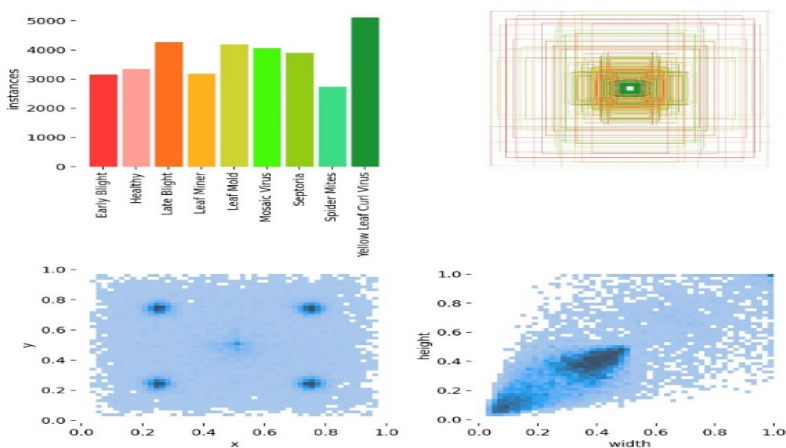 instances
5000
4000
3000
2000
1000
0
Early Blight
Healthy
Late Blight
Leaf Miner
Leaf Mold
Mosaic Virus
Septoria
Spider Mites
Yellow Leaf Curl Virus
y
1.0
0.8
0.6
0.4
0.2
0.0
0.0 0.2 0.4 0.6 0.8 1.0
x
height
1.0
0.8
0.6
0.4
0.2
0.0
0.0 0.2 0.4 0.6 0.8 1.0
width